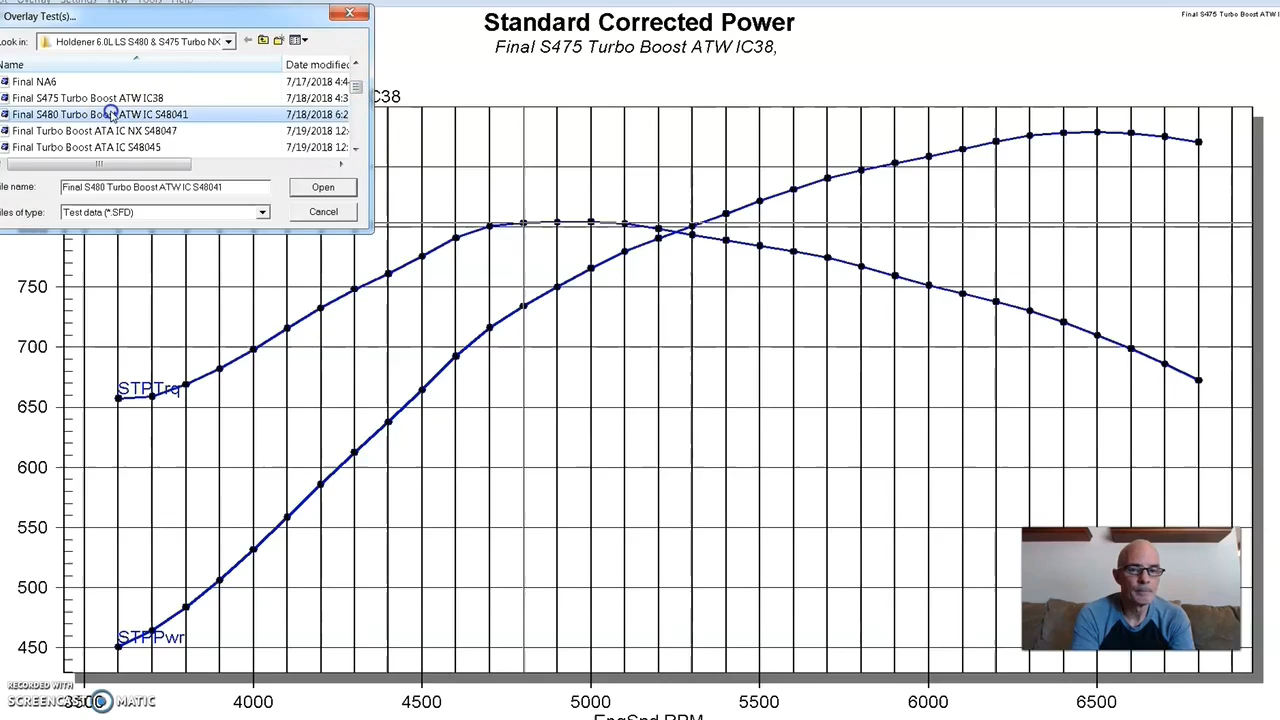 Overlay Test(s)...
Look in: Holdener 6.0L LS S480 & S475 Turbo NX
Name Date modified
Final NA6 7/17/2018 4:4
Final S475 Turbo Boost ATW IC38 7/18/2018 4:3
Final S480 Turbo Boost ATW IC S48041 7/18/2018 6:2
Final Turbo Boost ATA IC NX S48047 7/19/2018 12:
Final Turbo Boost ATA IC S48045 7/19/2018 12:
ile name: Final S480 Turbo Boost ATW IC S48041 Open
iles of type: Test data (*.SFD) Cancel
Standard Corrected Power
Final S475 Turbo Boost ATW IC38,
Final S475 Turbo Boost ATW I
C38
750
700
650
600
550
500
450
STPTrq
STPPwr
3500 4000 4500 5000 5500 6000 6500
EngSpd RPM
RECORDED WITH
SCREENCAST MATIC